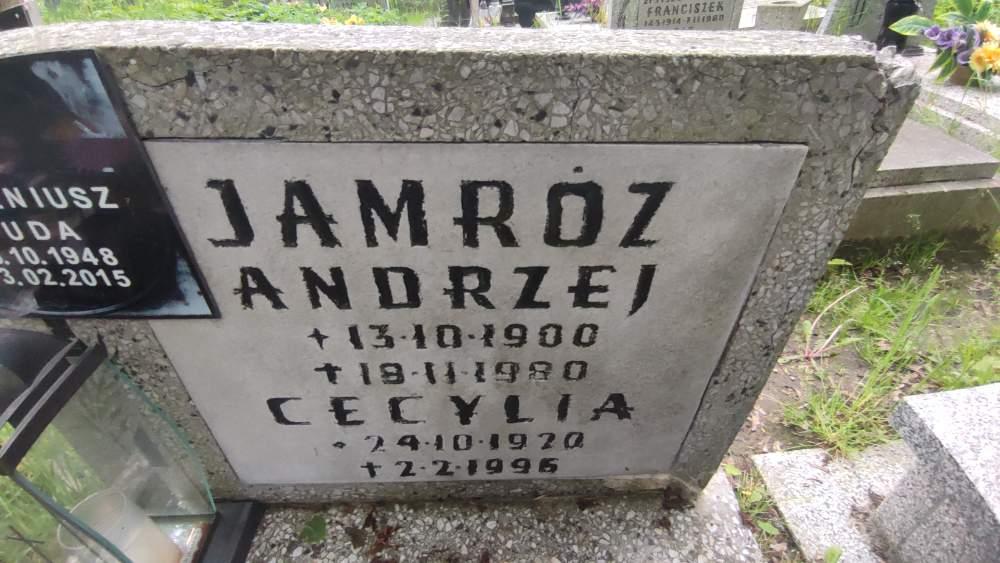 FRANCISZEK
JAMRÓZ
ANDRZEJ
+ 13·10·1900
+ 18·11·1980
CECYLIA
24·10·1920
+ 2·2·1996
NIUSZ
UDA
.10.1948
3.02.2015